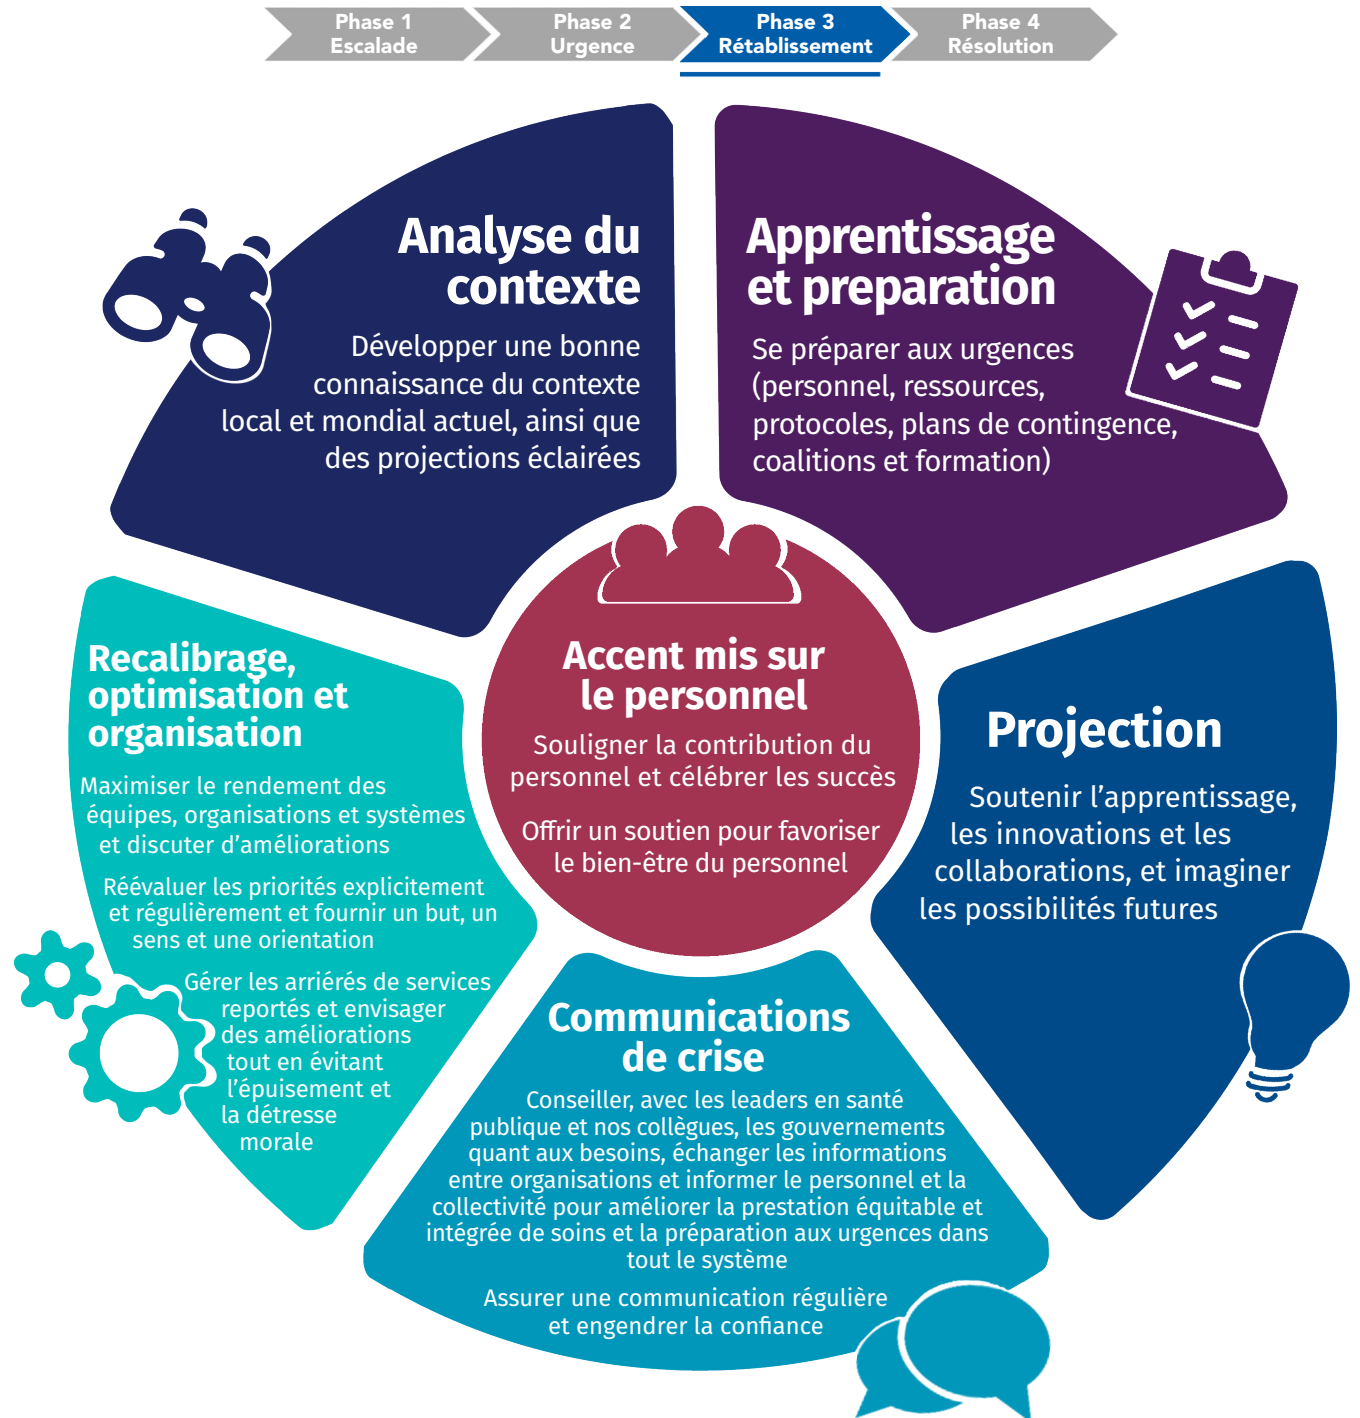 Phase 1
Escalade
Phase 2
Urgence
Phase 3
Rétablissement
Phase 4
Résolution
Analyse du
contexte
Développer une bonne
connaissance du contexte
local et mondial actuel, ainsi que
des projections éclairées
Apprentissage
et preparation
Se préparer aux urgences
(personnel, ressources,
protocoles, plans de contingence,
coalitions et formation)
Recalibrage,
optimisation et
organisation
Maximiser le rendement des
équipes, organisations et systèmes
et discuter d'améliorations
Réévaluer les priorités explicitement
et régulièrement et fournir un but, un
sens et une orientation
Gérer les arriérés de services
reportés et envisager
des améliorations
tout en évitant
l'épuisement et
la détresse
morale
Accent mis sur
le personnel
Souligner la contribution du
personnel et célébrer les succès
Offrir un soutien pour favoriser
le bien-être du personnel
Projection
Soutenir l'apprentissage,
les innovations et les
collaborations, et imaginer
les possibilités futures
Communications
de crise
Conseiller, avec les leaders en santé
publique et nos collègues, les gouvernements
quant aux besoins, échanger les informations
entre organisations et informer le personnel et la
collectivité pour améliorer la prestation équitable et
intégrée de soins et la préparation aux urgences dans
tout le système
Assurer une communication régulière
et engendrer la confiance